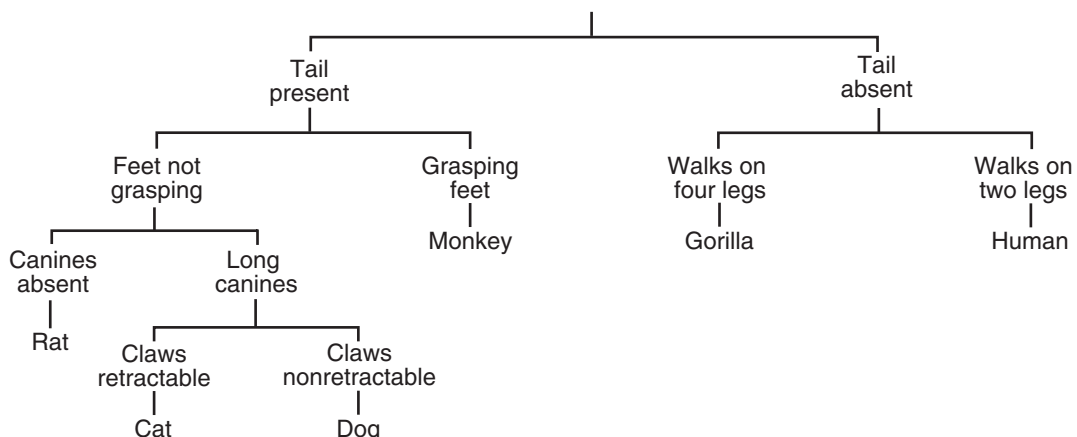 Tail
present
Tail
absent
Feet not
grasping
Grasping
feet
Walks on
four legs
Walks on
two legs
Monkey
Gorilla
Human
Canines
absent
Long
canines
Rat
Claws
retractable
Claws
nonretractable
Cat
Dog